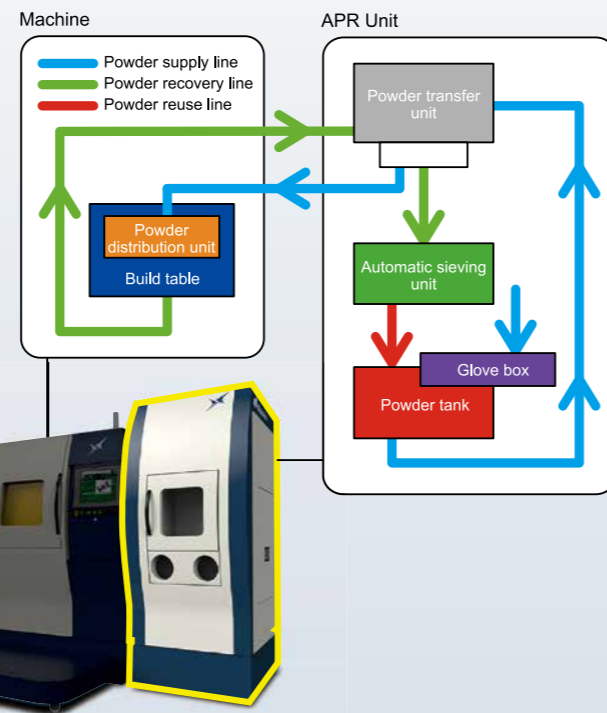 Machine
APR Unit
Powder supply line
Powder recovery line
Powder reuse line
Powder transfer
unit
Powder
distribution unit
Build table
Automatic sieving
unit
Glove box
Powder tank